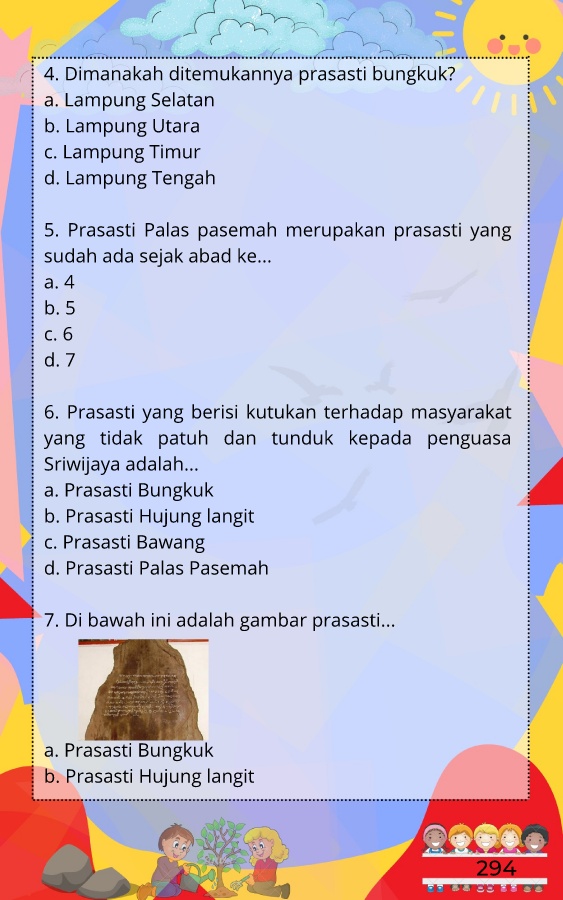 4. Dimanakah ditemukannya prasasti bungkuk?
a. Lampung Selatan
b. Lampung Utara
c. Lampung Timur
d. Lampung Tengah
5. Prasasti Palas pasemah merupakan prasasti yang
sudah ada sejak abad ke...
a. 4
b. 5
c. 6
d. 7
6. Prasasti yang berisi kutukan terhadap masyarakat
yang tidak patuh dan tunduk kepada penguasa
Sriwijaya adalah...
a. Prasasti Bungkuk
b. Prasasti Hujung langit
c. Prasasti Bawang
d. Prasasti Palas Pasemah
7. Di bawah ini adalah gambar prasasti...
a. Prasasti Bungkuk
b. Prasasti Hujung langit
294